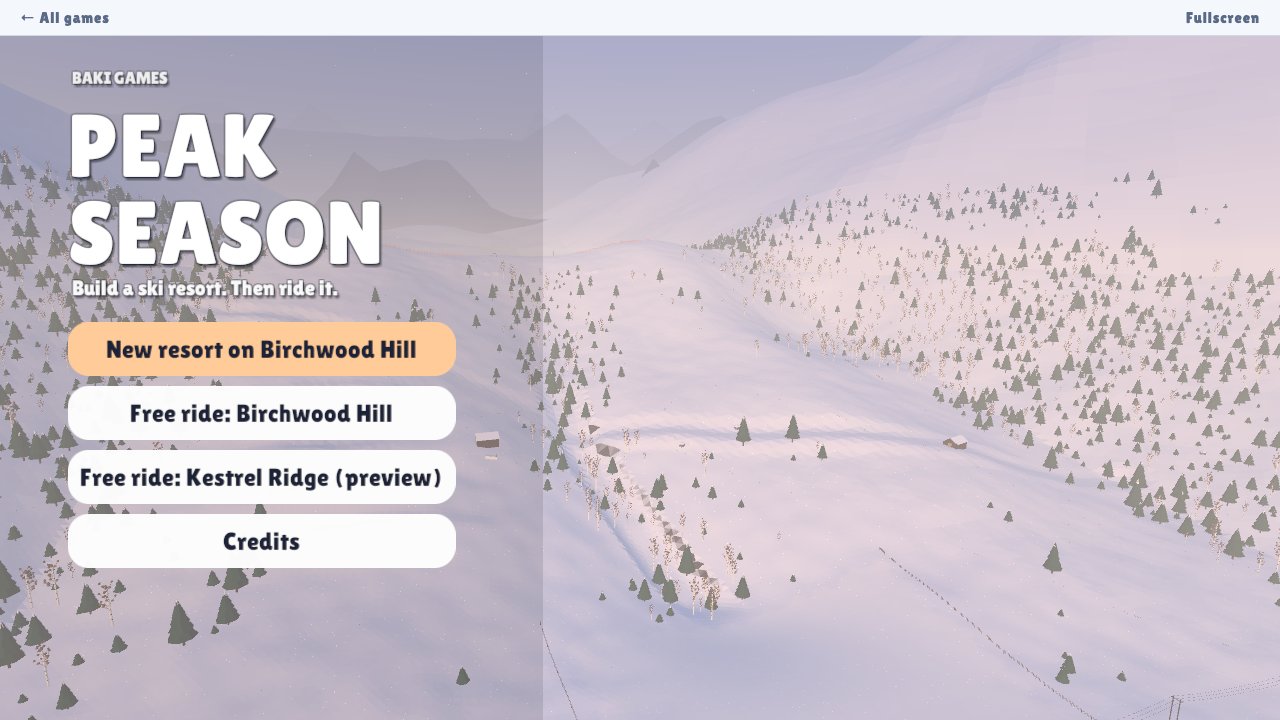 ← All games
Fullscreen
BAKI GAMES
PEAK
SEASON
Build a ski resort. Then ride it.
New resort on Birchwood Hill
Free ride: Birchwood Hill
Free ride: Kestrel Ridge (preview)
Credits